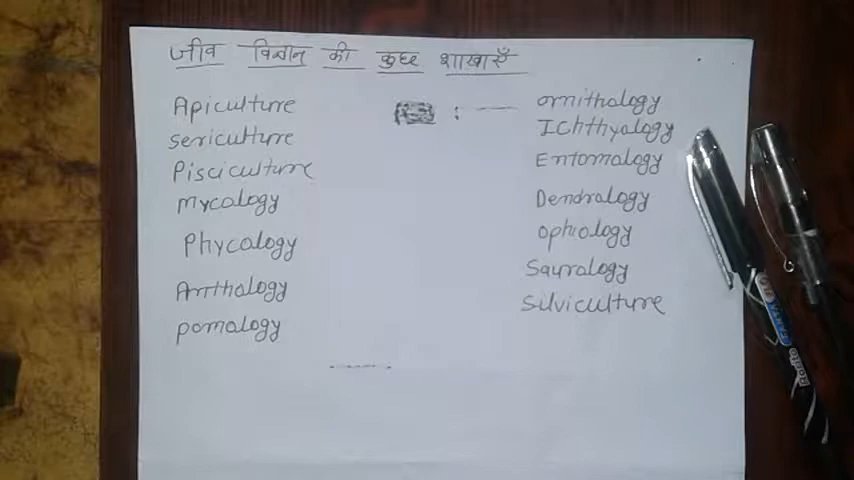 जीव विज्ञान की कुछ शाखाएँ
Apiculture
sericulture
Pisciculture
Mycology
Phycology
Anthology
pomology
ornithology
Ichthyology
Entomology
Dendrology
ophiology
Saurology
Silviculture